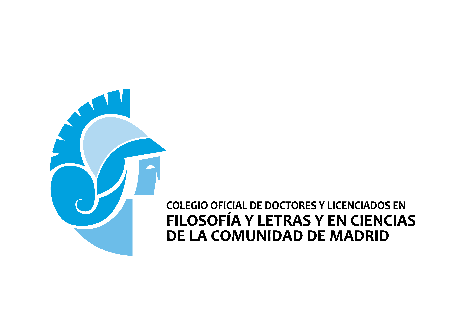 COLEGIO OFICIAL DE DOCTORES Y LICENCIADOS EN
FILOSOFÍA Y LETRAS Y EN CIENCIAS
DE LA COMUNIDAD DE MADRID